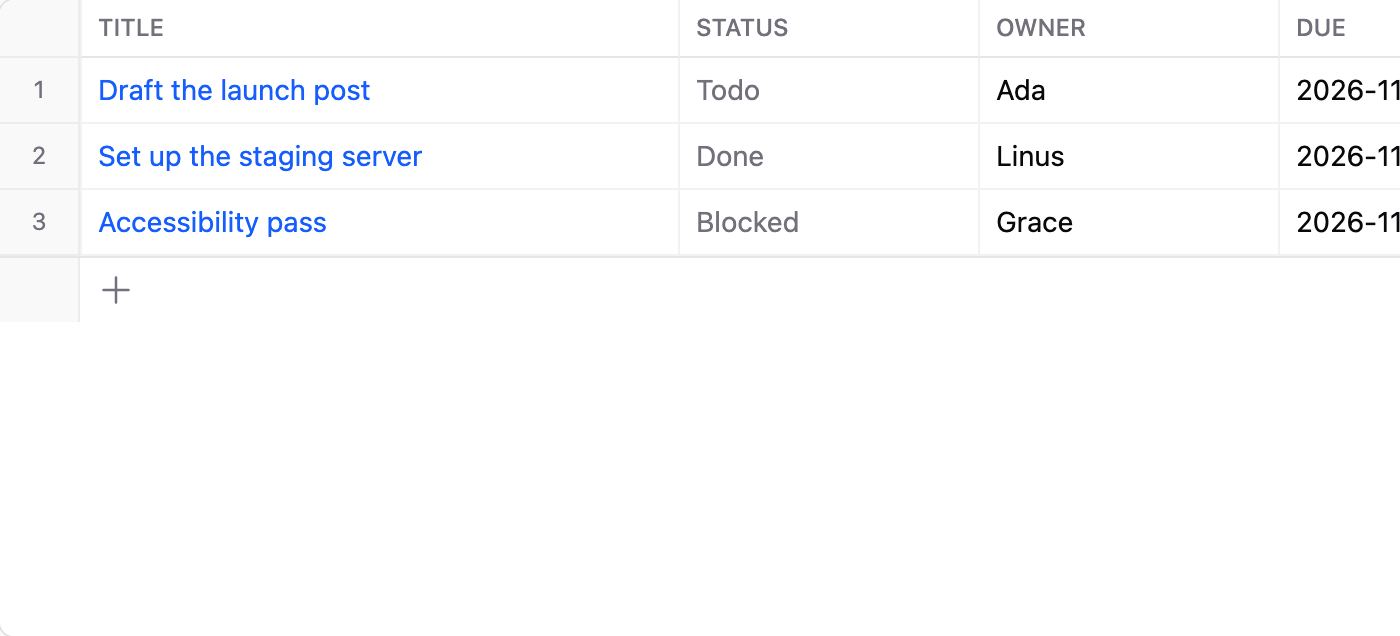 TITLE STATUS OWNER DUE
1 Draft the launch post Todo Ada 2026-11
2 Set up the staging server Done Linus 2026-11
3 Accessibility pass Blocked Grace 2026-11